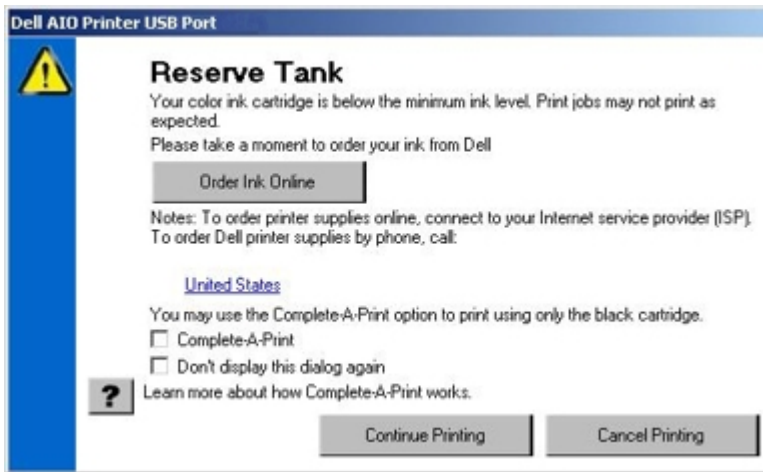 Dell AIO Printer USB Port
Reserve Tank
Your color ink cartridge is below the minimum ink level. Print jobs may not print as
expected.
Please take a moment to order your ink from Dell
Order Ink Online
Notes: To order printer supplies online, connect to your Internet service provider (ISP).
To order Dell printer supplies by phone, call:
United States
You may use the Complete-A-Print option to print using only the black cartridge.
Complete-A-Print
Don't display this dialog again
? Learn more about how Complete-A-Print works.
Continue Printing Cancel Printing